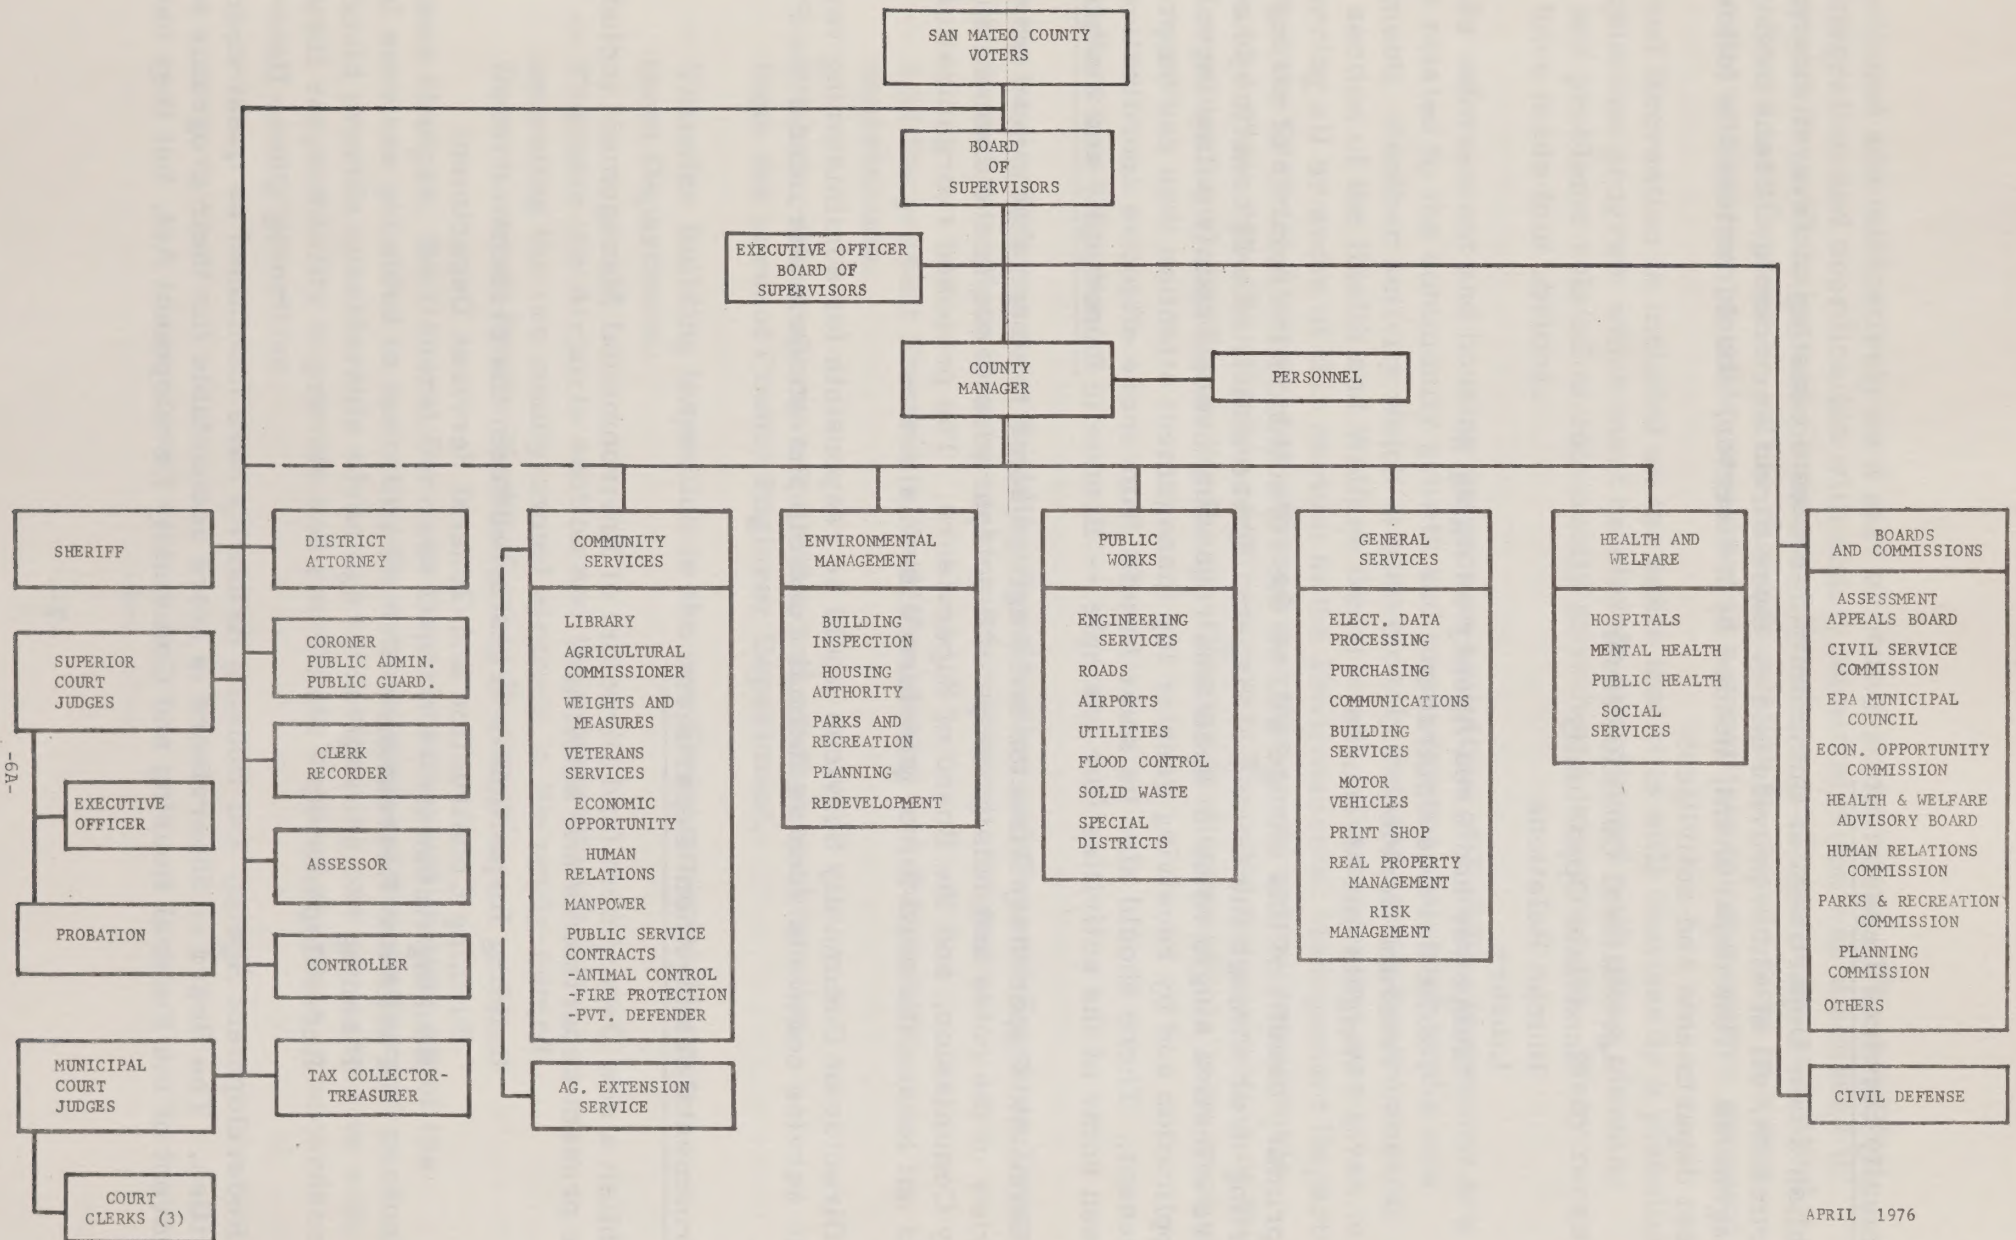 SAN MATEO COUNTY
VOTERS
BOARD
OF
SUPERVISORS
EXECUTIVE OFFICER
BOARD OF
SUPERVISORS
COUNTY
MANAGER
PERSONNEL
SHERIFF
SUPERIOR
COURT
JUDGES
EXECUTIVE
OFFICER
PROBATION
MUNICIPAL
COURT
JUDGES
COURT
CLERKS (3)
DISTRICT
ATTORNEY
CORONER
PUBLIC ADMIN.
PUBLIC GUARD.
CLERK
RECORDER
ASSESSOR
CONTROLLER
TAX COLLECTOR-
TREASURER
COMMUNITY
SERVICES
LIBRARY
AGRICULTURAL
COMMISSIONER
WEIGHTS AND
MEASURES
VETERANS
SERVICES
ECONOMIC
OPPORTUNITY
HUMAN
RELATIONS
MANPOWER
PUBLIC SERVICE
CONTRACTS
-ANIMAL CONTROL
-FIRE PROTECTION
-PVT. DEFENDER
AG. EXTENSION
SERVICE
ENVIRONMENTAL
MANAGEMENT
BUILDING
INSPECTION
HOUSING
AUTHORITY
PARKS AND
RECREATION
PLANNING
REDEVELOPMENT
PUBLIC
WORKS
ENGINEERING
SERVICES
ROADS
AIRPORTS
UTILITIES
FLOOD CONTROL
SOLID WASTE
SPECIAL
DISTRICTS
GENERAL
SERVICES
ELECT. DATA
PROCESSING
PURCHASING
COMMUNICATIONS
BUILDING
SERVICES
MOTOR
VEHICLES
PRINT SHOP
REAL PROPERTY
MANAGEMENT
RISK
MANAGEMENT
HEALTH AND
WELFARE
HOSPITALS
MENTAL HEALTH
PUBLIC HEALTH
SOCIAL
SERVICES
BOARDS
AND COMMISSIONS
ASSESSMENT
APPEALS BOARD
CIVIL SERVICE
COMMISSION
EPA MUNICIPAL
COUNCIL
ECON. OPPORTUNITY
COMMISSION
HEALTH & WELFARE
ADVISORY BOARD
HUMAN RELATIONS
COMMISSION
PARKS & RECREATION
COMMISSION
PLANNING
COMMISSION
OTHERS
CIVIL DEFENSE
-6A-
APRIL 1976